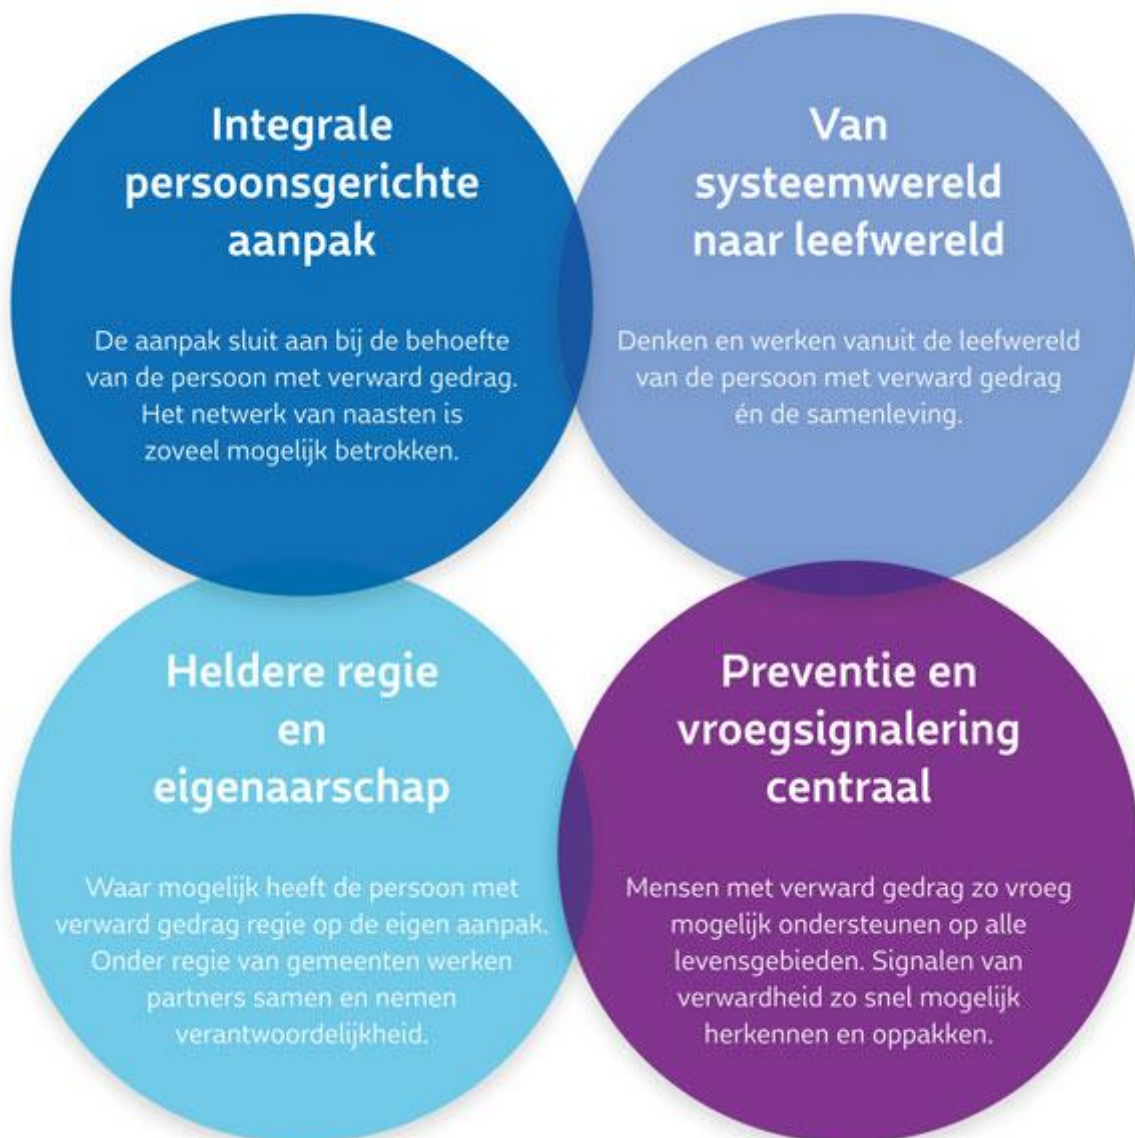 Integrale
persoonsgerichte
aanpak
De aanpak sluit aan bij de behoefte
van de persoon met verward gedrag.
Het netwerk van naasten is
zoveel mogelijk betrokken.
Van
systeemwereld
naar leefwereld
Denken en werken vanuit de leefwereld
van de persoon met verward gedrag
én de samenleving.
Heldere regie
en
eigenaarschap
Waar mogelijk heeft de persoon met
verward gedrag regie op de eigen aanpak.
Onder regie van gemeenten werken
partners samen en nemen
verantwoordelijkheid.
Preventie en
vroegsignalering
centraal
Mensen met verward gedrag zo vroeg
mogelijk ondersteunen op alle
levensgebieden. Signalen van
verwardheid zo snel mogelijk
herkennen en oppakken.